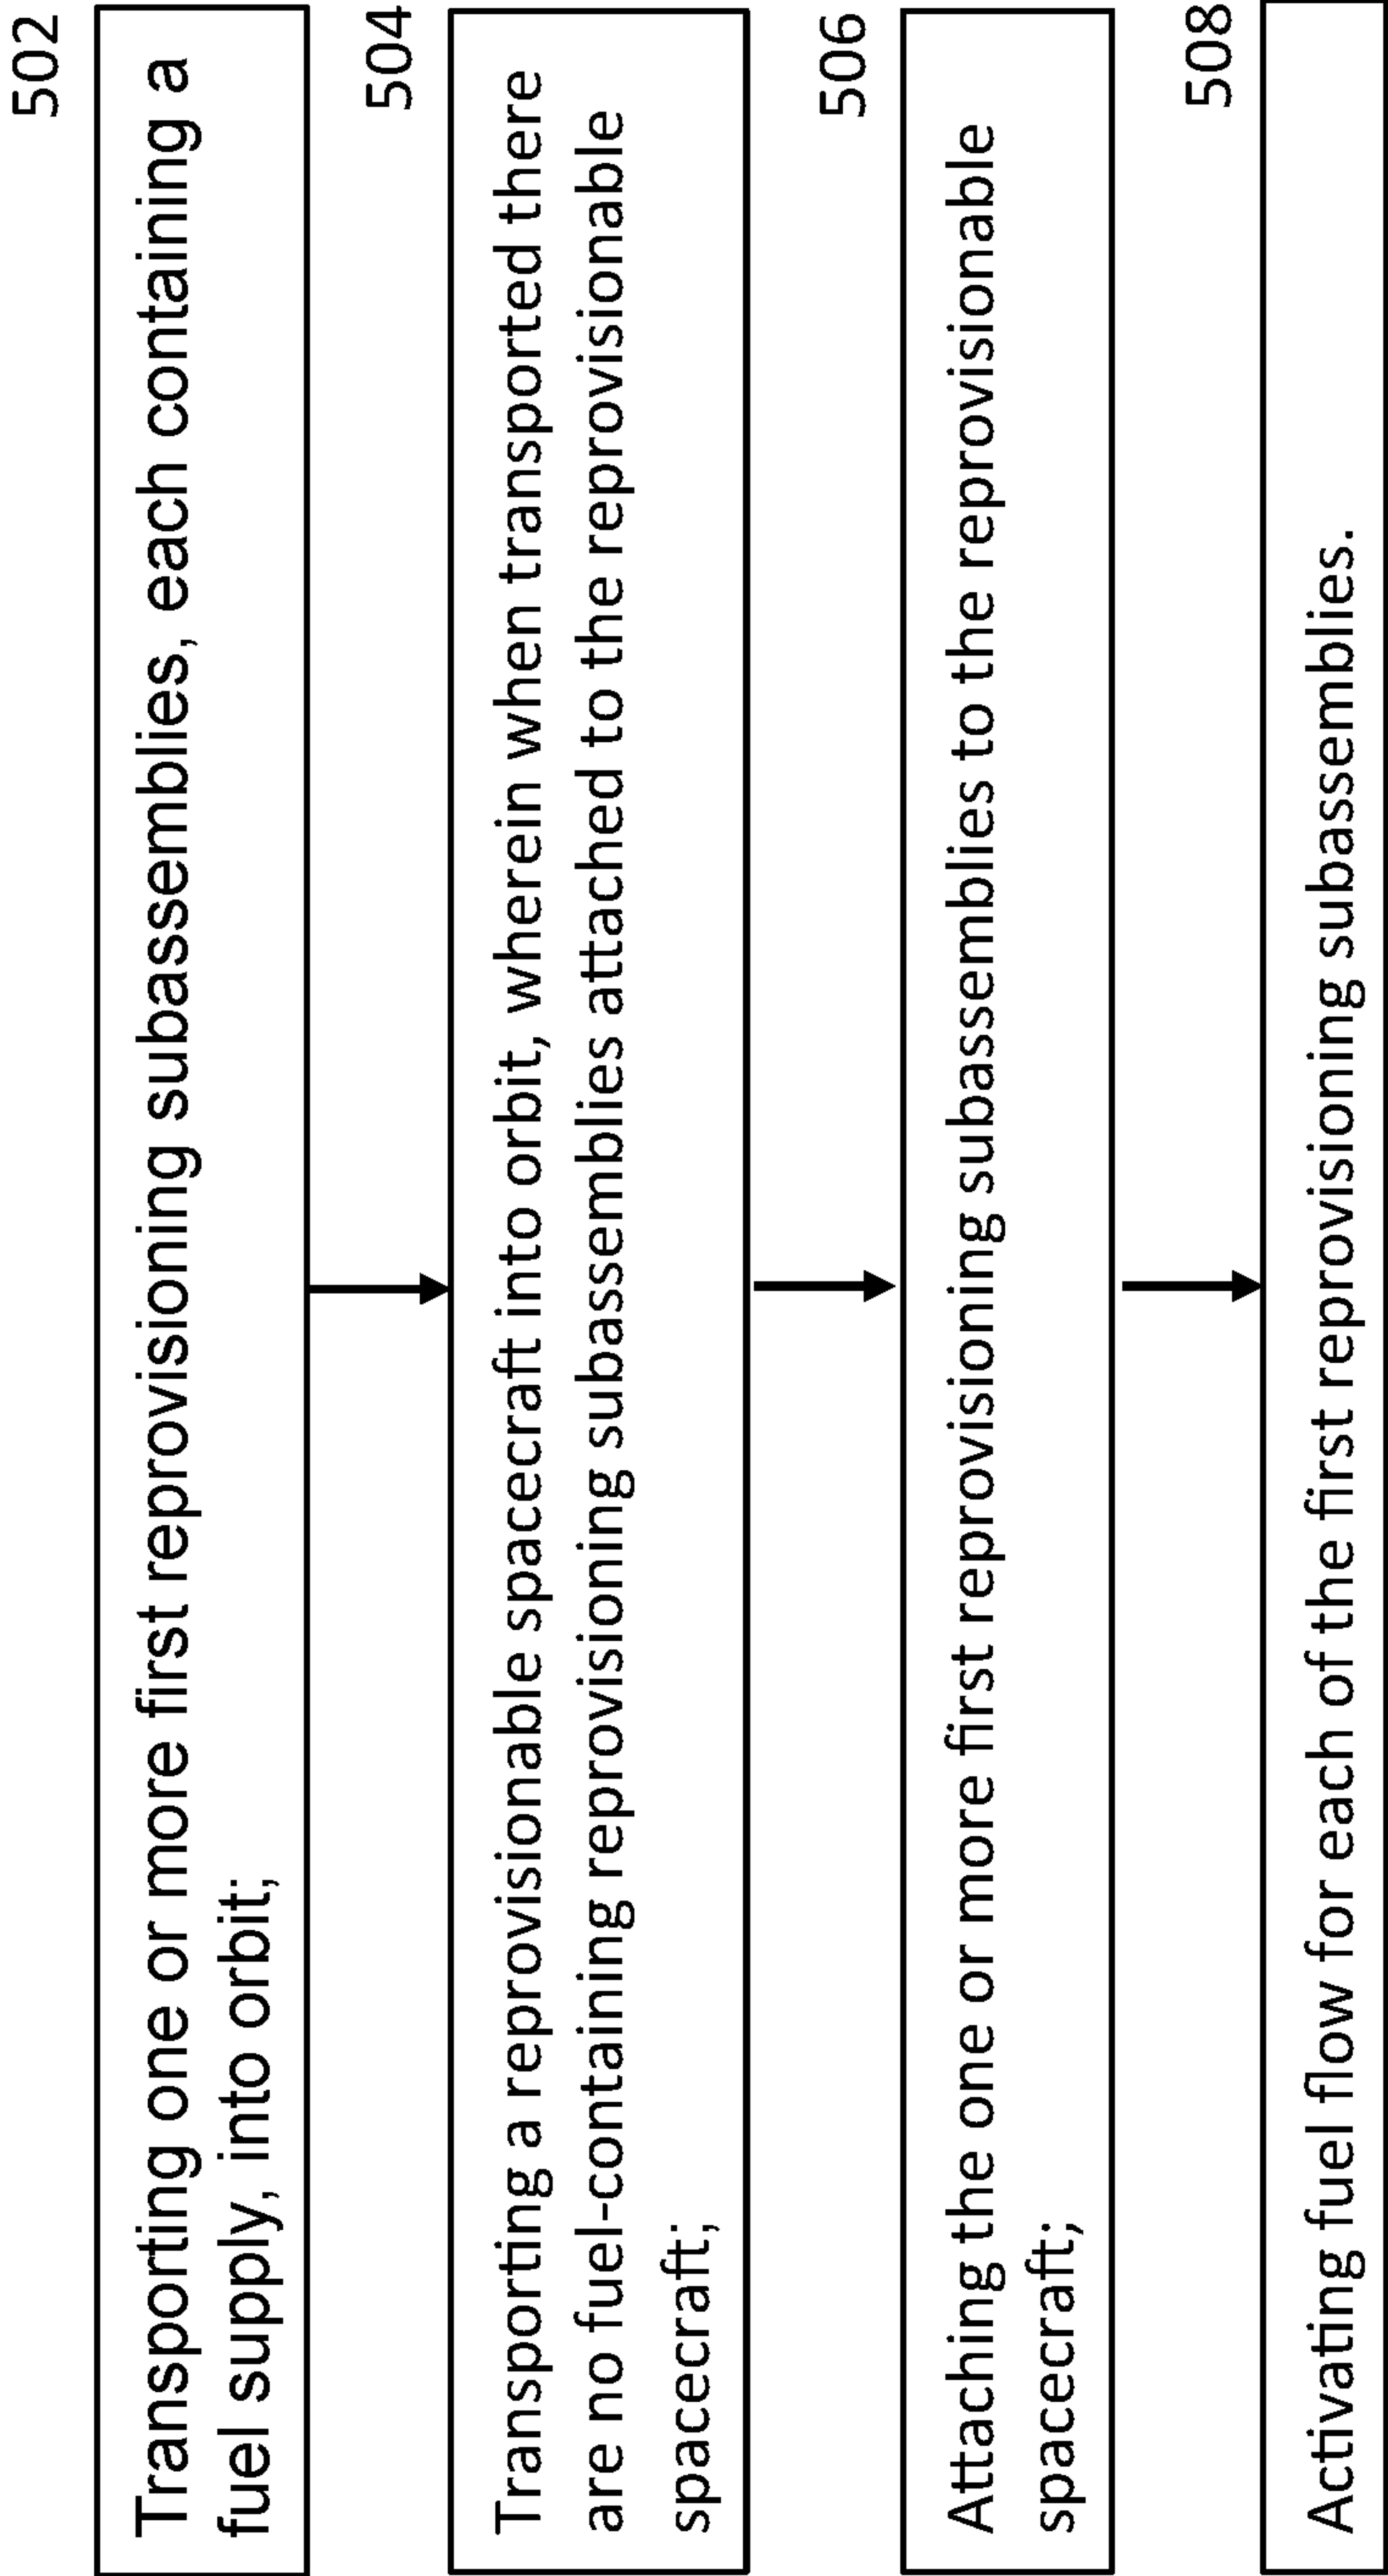 502
Transporting one or more first reprovisioning subassemblies, each containing a
fuel supply, into orbit;
504
Transporting a reprovisionable spacecraft into orbit, wherein when transported there
are no fuel-containing reprovisioning subassemblies attached to the reprovisionable
spacecraft;
506
Attaching the one or more first reprovisioning subassemblies to the reprovisionable
spacecraft;
508
Activating fuel flow for each of the first reprovisioning subassemblies.